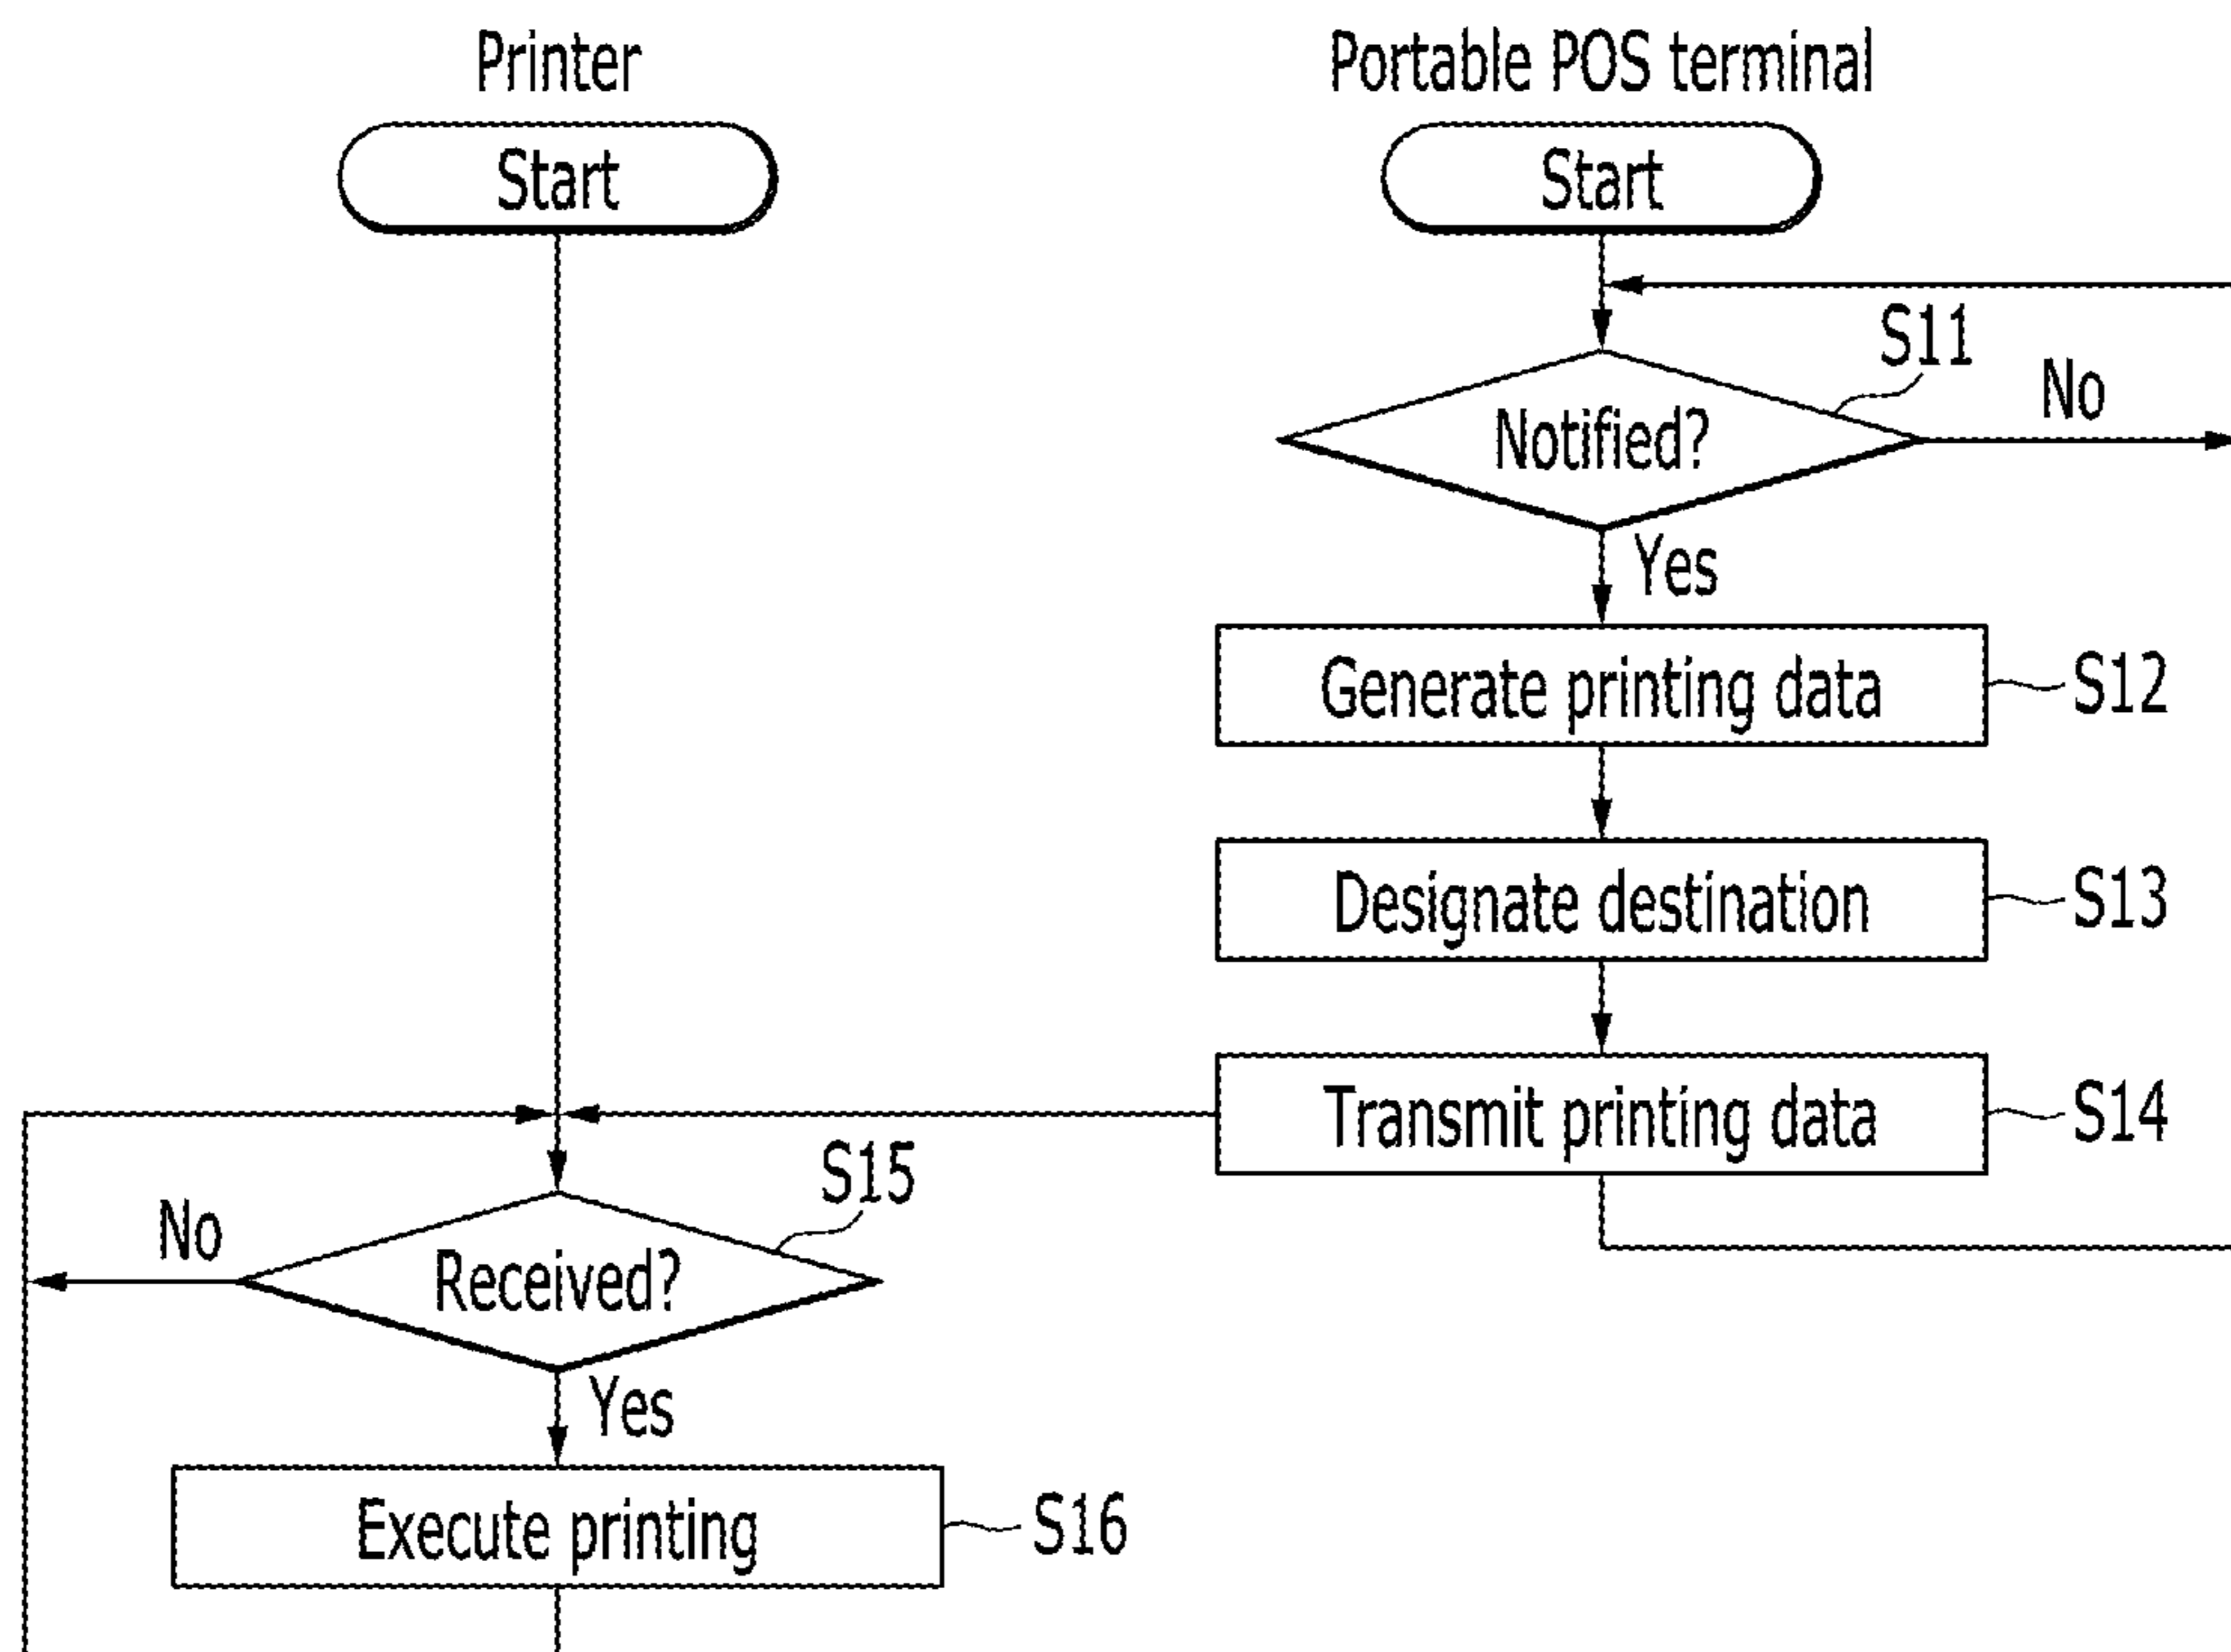 Printer
Portable POS terminal
Start
Start
S11
No
Notified?
Yes
Generate printing data
S12
Designate destination
S13
Transmit printing data
S14
S15
No
Received?
Yes
Execute printing
S16